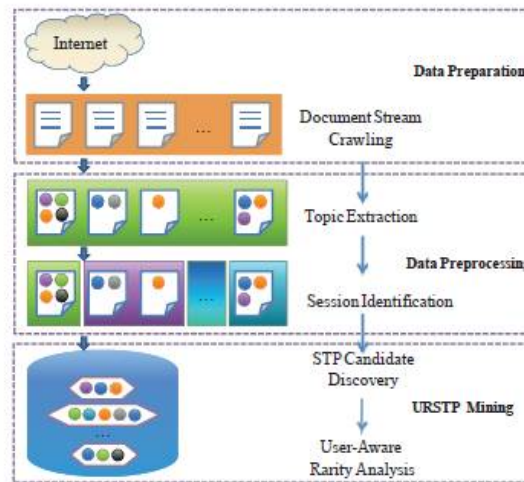 Internet
Data Preparation
...
Document Stream
Crawling
...
Topic Extraction
Data Preprocessing
...
Session Identification
STP Candidate
Discovery
URSTP Mining
...
User-Aware
Rarity Analysis